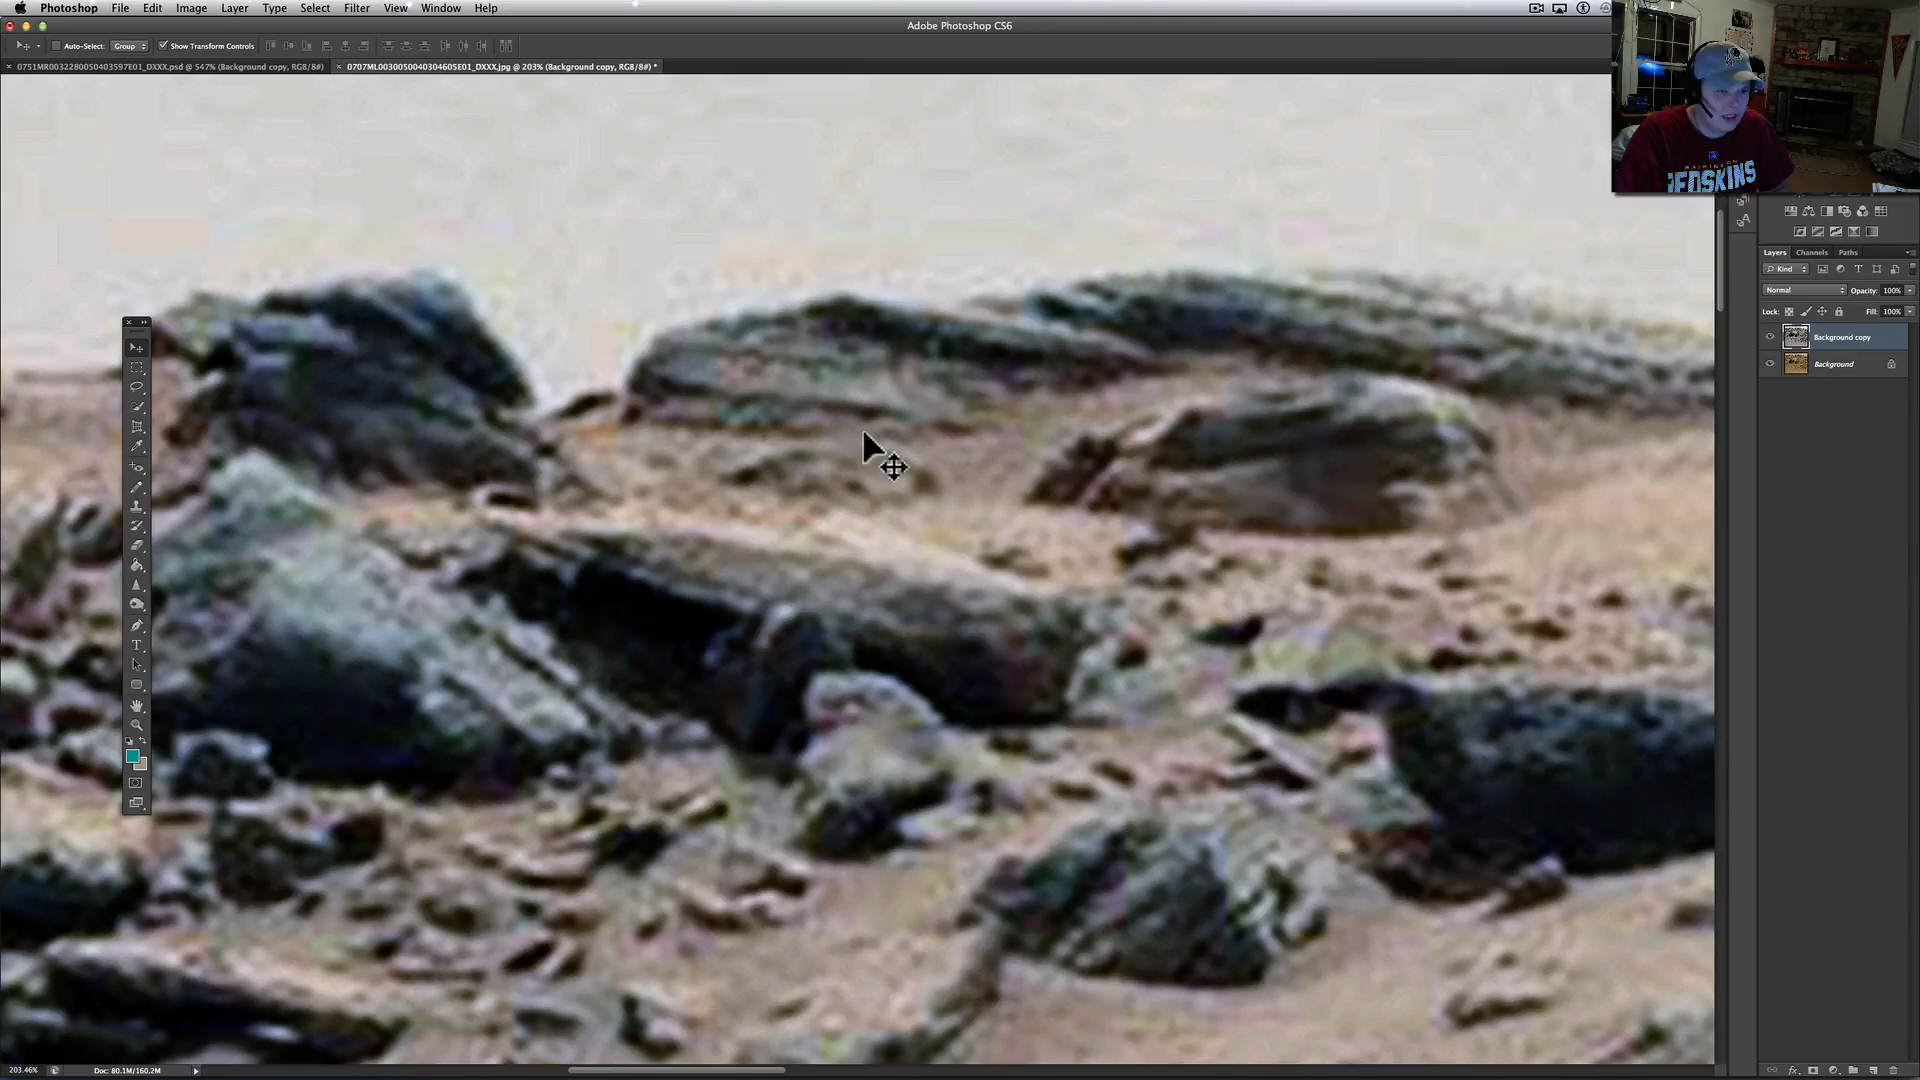 Photoshop File Edit Image Layer Type Select Filter View Window Help
Adobe Photoshop CS6
Auto-Select: Group Show Transform Controls
0751MR0032280050403597E01_DXXX.psd @ 547% (Background copy, RGB/8#)
0707ML0030050040304605E01_DXXX.jpg @ 203% (Background copy, RGB/8#) *
REDSKINS
Layers Channels Paths
Kind
Normal Opacity: 100%
Lock: Fill: 100%
Background copy
Background
203.46% Doc: 80.1M/160.2M